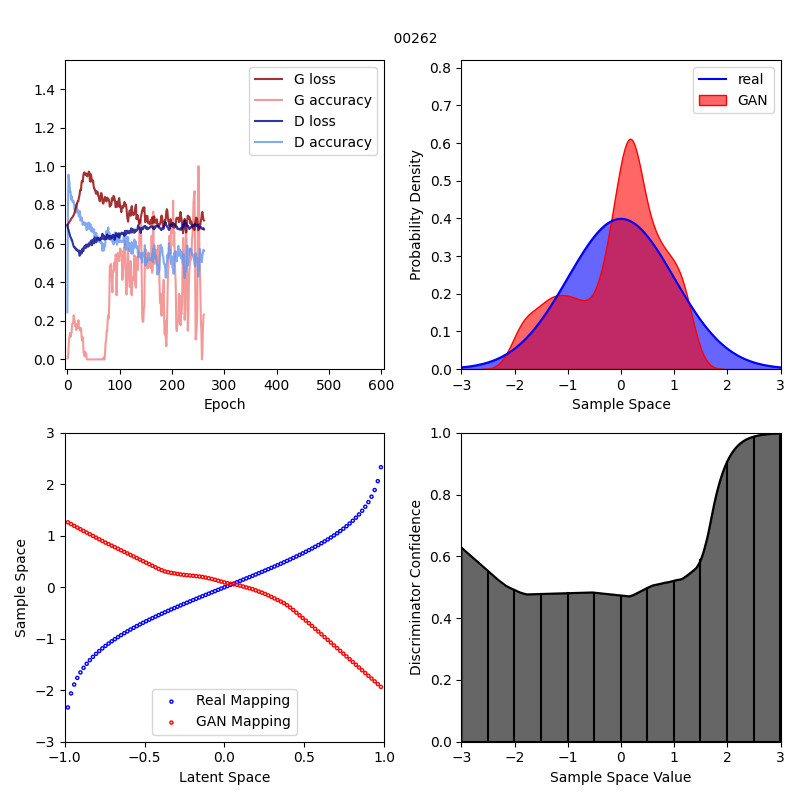 00262
G loss
G accuracy
D loss
D accuracy
1.4
1.2
1.0
0.8
0.6
0.4
0.2
0.0
0 100 200 300 400 500 600
Epoch
real
GAN
Probability Density
0.8
0.7
0.6
0.5
0.4
0.3
0.2
0.1
0.0
−3 −2 −1 0 1 2 3
Sample Space
Sample Space
3
2
1
0
−1
−2
−3
Real Mapping
GAN Mapping
−1.0 −0.5 0.0 0.5 1.0
Latent Space
Discriminator Confidence
1.0
0.8
0.6
0.4
0.2
0.0
−3 −2 −1 0 1 2 3
Sample Space Value